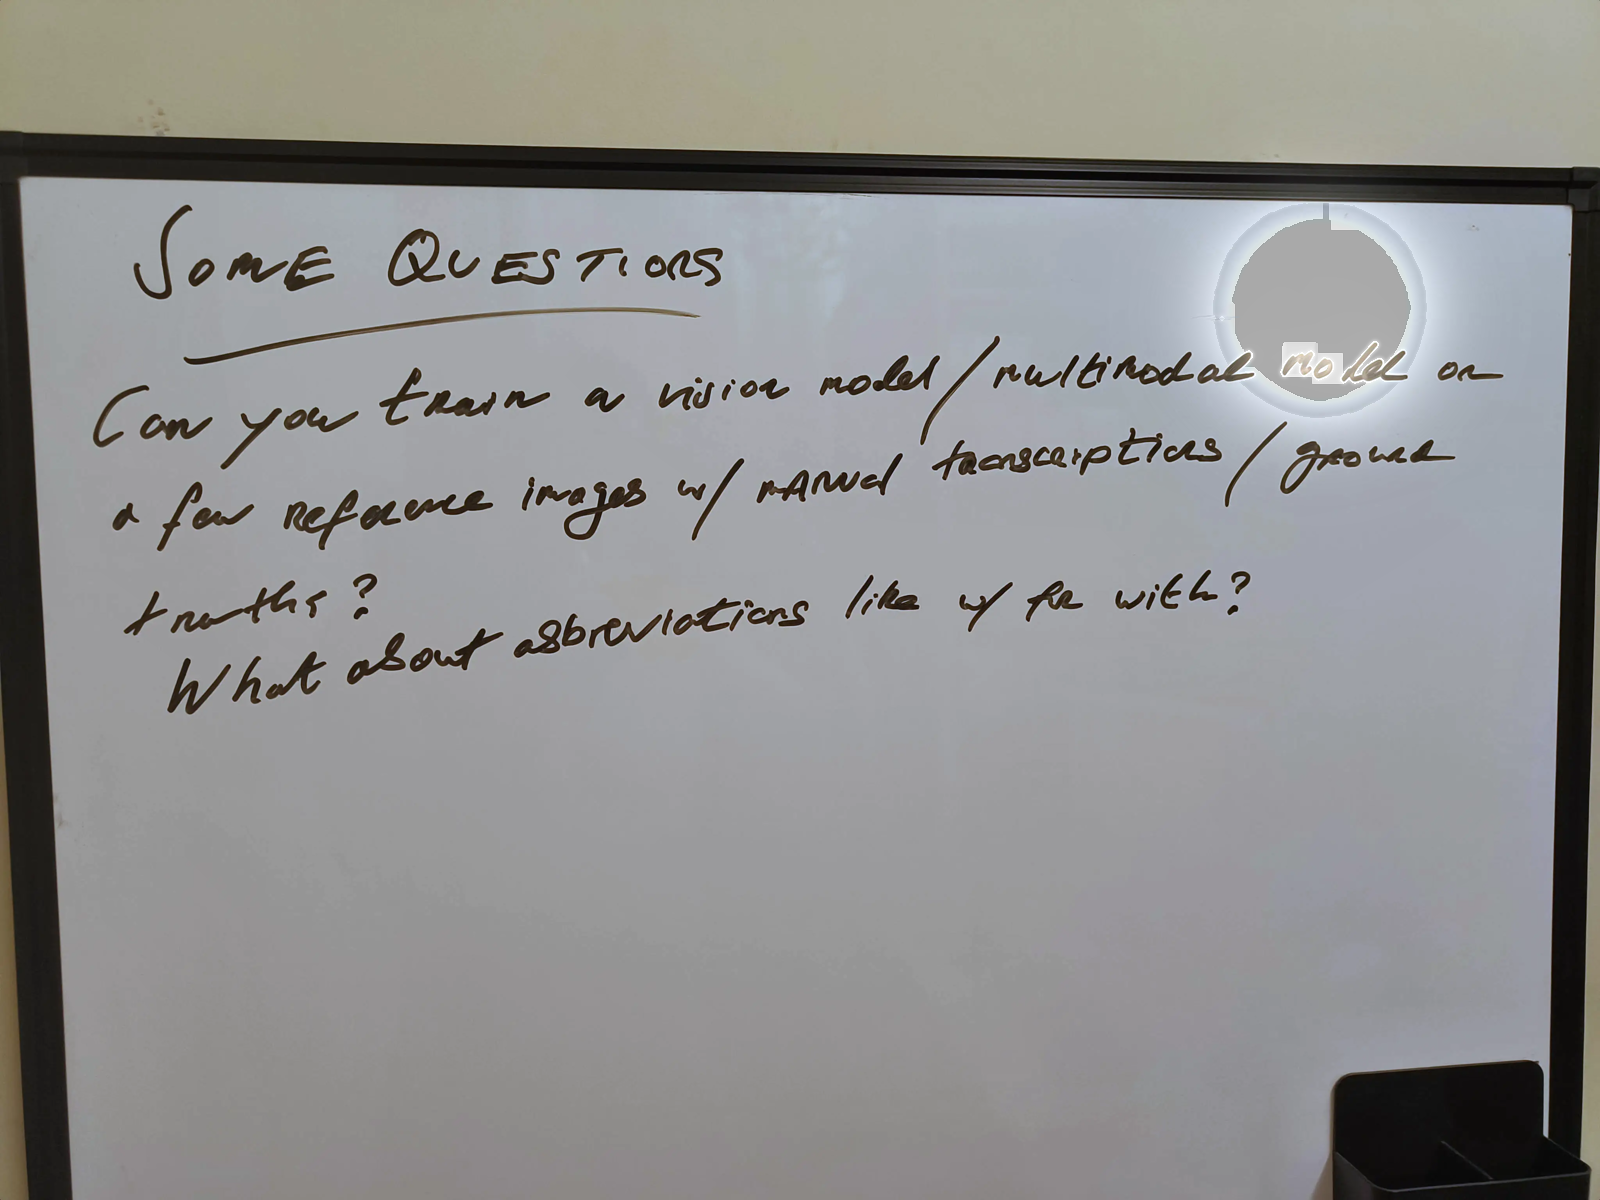 SOME QUESTIONS
Can you train a vision model / multimodal model on
a few reference images w/ manual transcriptions / ground
truths?
What about abbreviations like w/ for with?